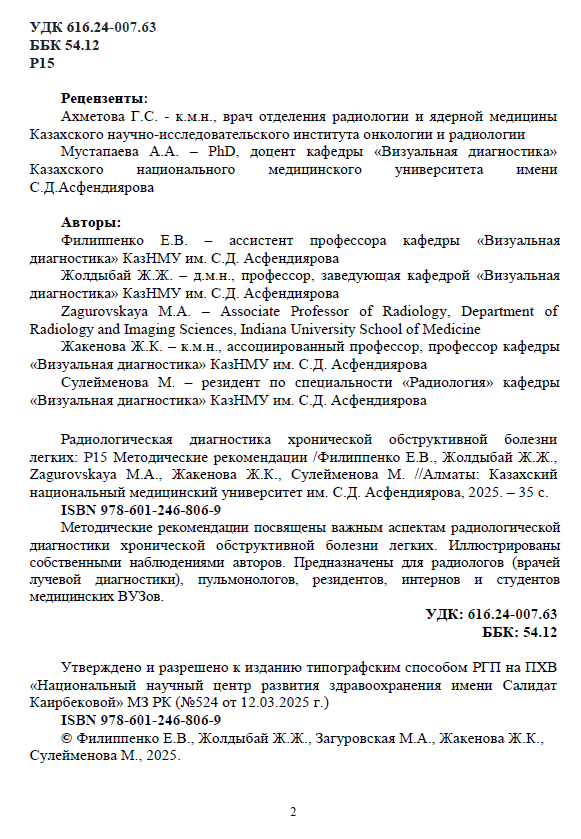 УДК 616.24-007.63
ББК 54.12
Р15
Рецензенты:
Ахметова Г.С. - к.м.н., врач отделения радиологии и ядерной медицины
Казахского научно-исследовательского института онкологии и радиологии
Мустапаева А.А. – PhD, доцент кафедры «Визуальная диагностика»
Казахского национального медицинского университета имени
С.Д.Асфендиярова
Авторы:
Филиппенко Е.В. – ассистент профессора кафедры «Визуальная
диагностика» КазНМУ им. С.Д. Асфендиярова
Жолдыбай Ж.Ж. – д.м.н., профессор, заведующая кафедрой «Визуальная
диагностика» КазНМУ им. С.Д. Асфендиярова
Zagurovskaya M.A. – Associate Professor of Radiology, Department of
Radiology and Imaging Sciences, Indiana University School of Medicine
Жакенова Ж.К. – к.м.н., ассоциированный профессор, профессор кафедры
«Визуальная диагностика» КазНМУ им. С.Д. Асфендиярова
Сулейменова М. – резидент по специальности «Радиология» кафедры
«Визуальная диагностика» КазНМУ им. С.Д. Асфендиярова
Радиологическая диагностика хронической обструктивной болезни
легких: Р15 Методические рекомендации /Филиппенко Е.В., Жолдыбай Ж.Ж.,
Zagurovskaya M.A., Жакенова Ж.К., Сулейменова М. //Алматы: Казахский
национальный медицинский университет им. С.Д. Асфендиярова, 2025. – 35 с.
ISBN 978-601-246-806-9
Методические рекомендации посвящены важным аспектам радиологической
диагностики хронической обструктивной болезни легких. Иллюстрированы
собственными наблюдениями авторов. Предназначены для радиологов (врачей
лучевой диагностики), пульмонологов, резидентов, интернов и студентов
медицинских ВУЗов.
УДК: 616.24-007.63
ББК: 54.12
Утверждено и разрешено к изданию типографским способом РГП на ПХВ
«Национальный научный центр развития здравоохранения имени Салидат
Каирбековой» МЗ РК (№524 от 12.03.2025 г.)
ISBN 978-601-246-806-9
© Филиппенко Е.В., Жолдыбай Ж.Ж., Загуровская М.А., Жакенова Ж.К.,
Сулейменова М., 2025.
2